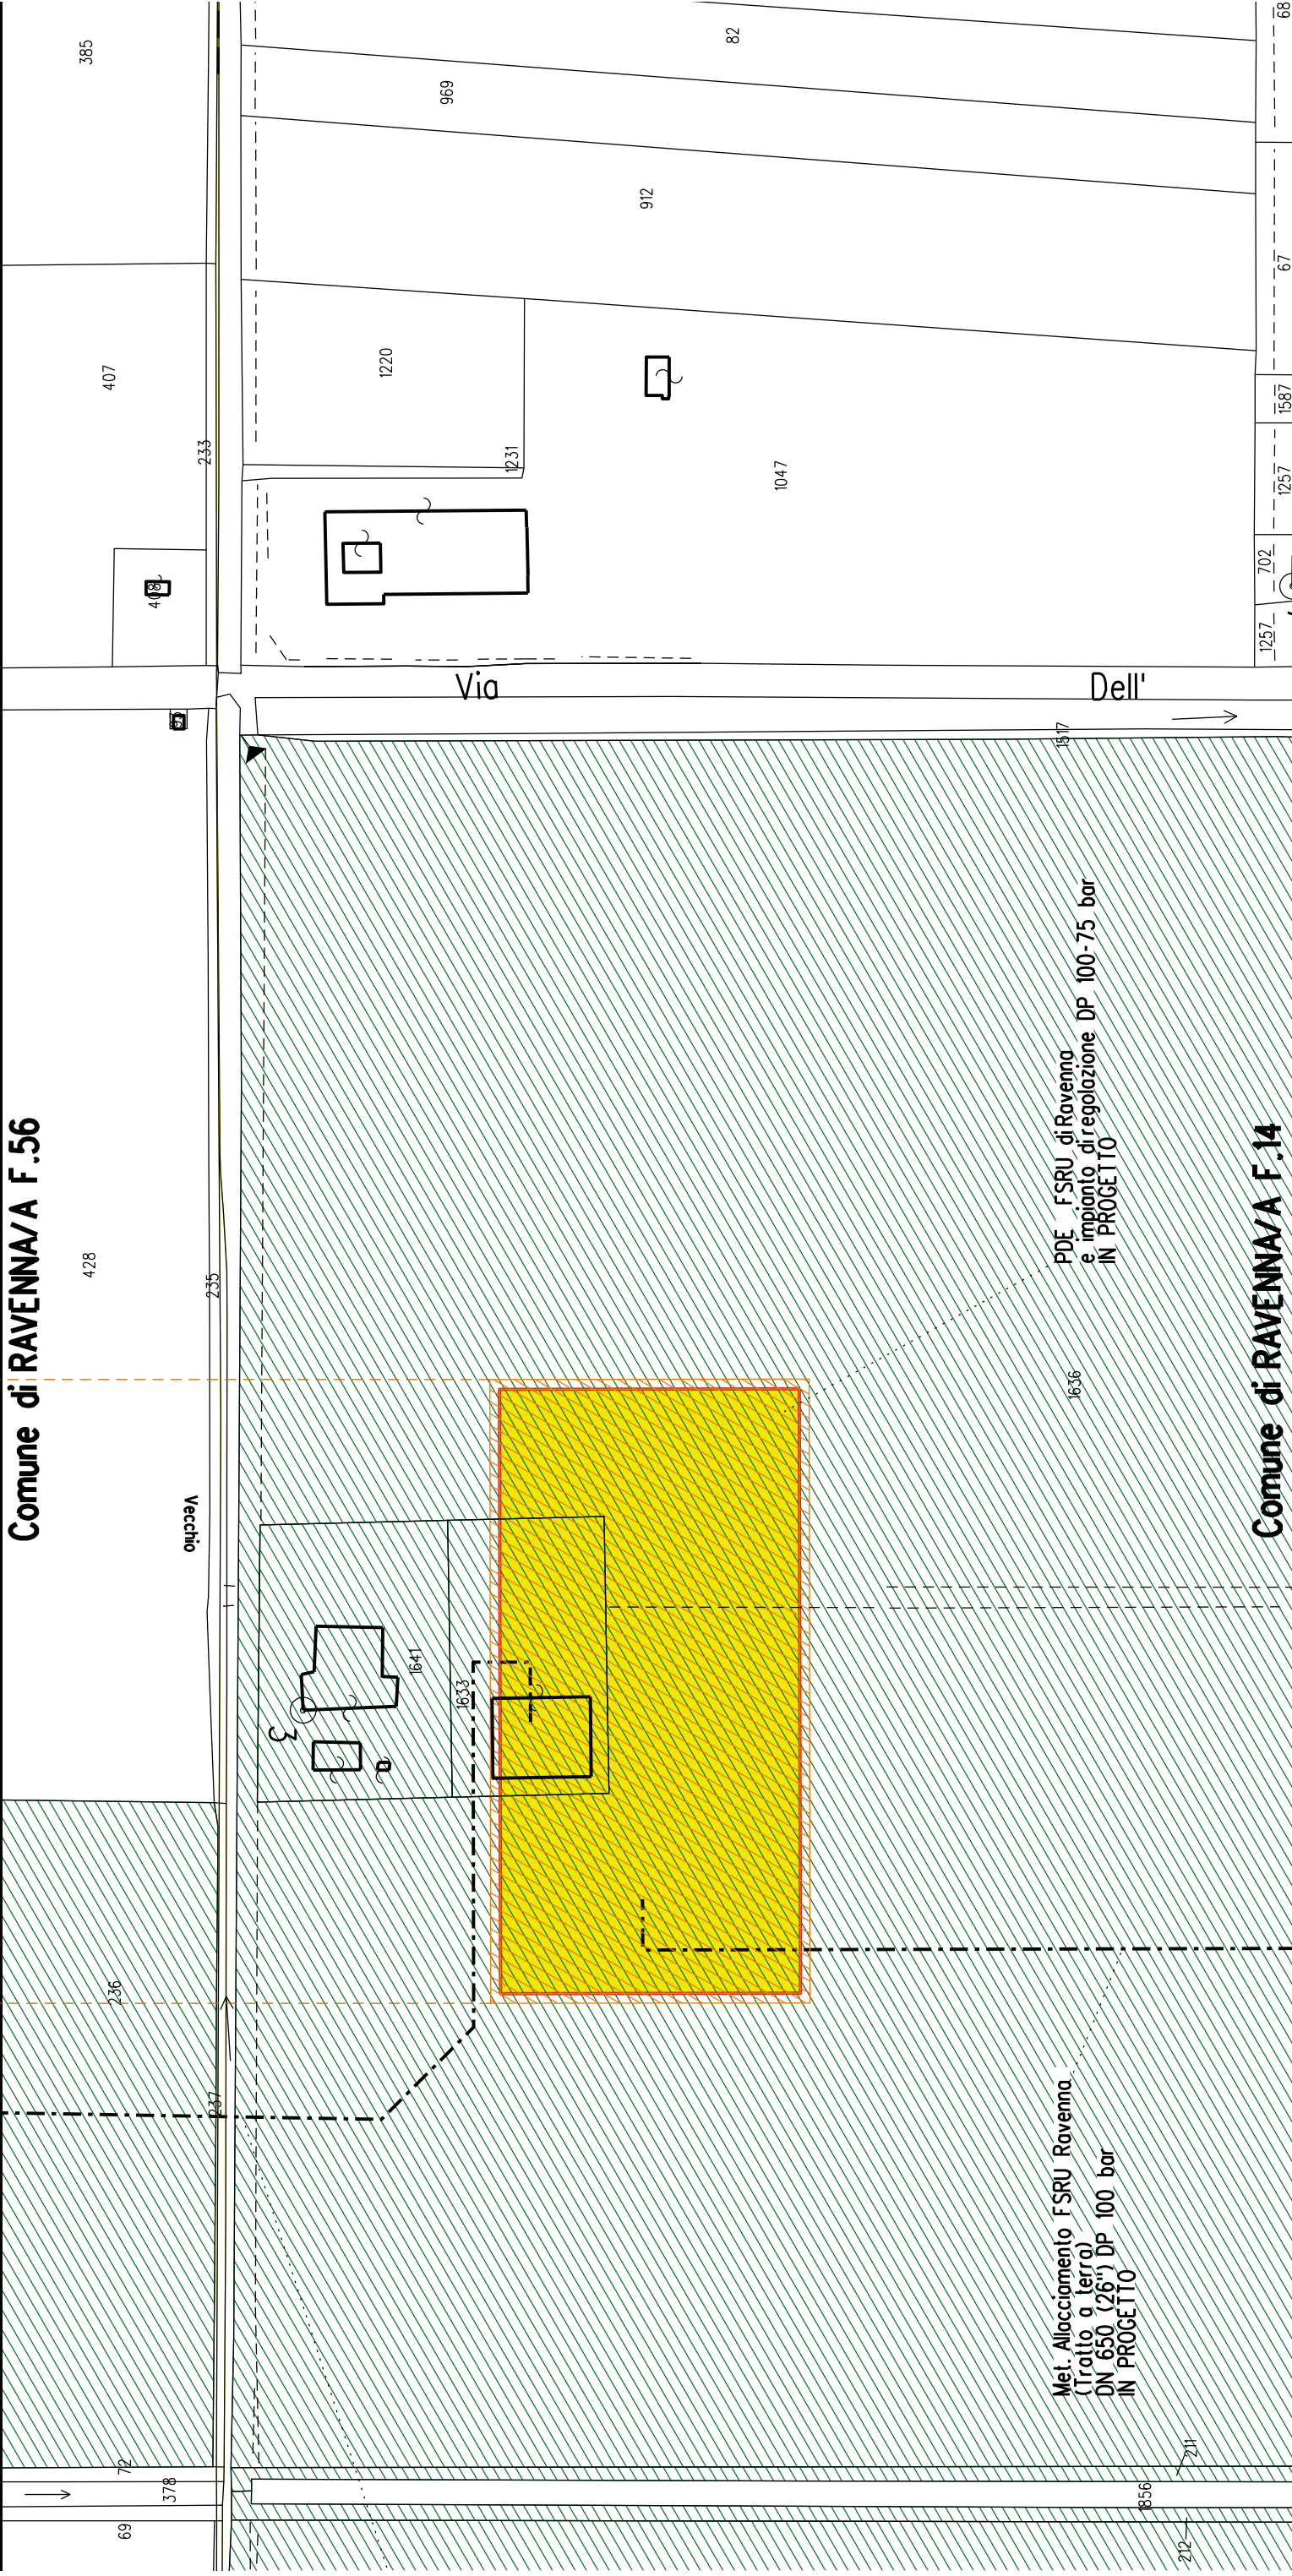 385
82
969
68
912
67
407
1220
1587
233
1231
1047
1257
702
408
1257
Via
Dell'
1517
PDE FSRU di Ravenna
e impianto di regolazione DP 100-75 bar
IN PROGETTO
Comune di RAVENNA/A F.56
Comune di RAVENNA/A F.14
428
235
1636
Vecchio
1641
1633
3
236
237
Met. Allacciamento FSRU Ravenna
(Tratto a terra)
DN 650 (26") DP 100 bar
IN PROGETTO
72
211
378
1856
69
212